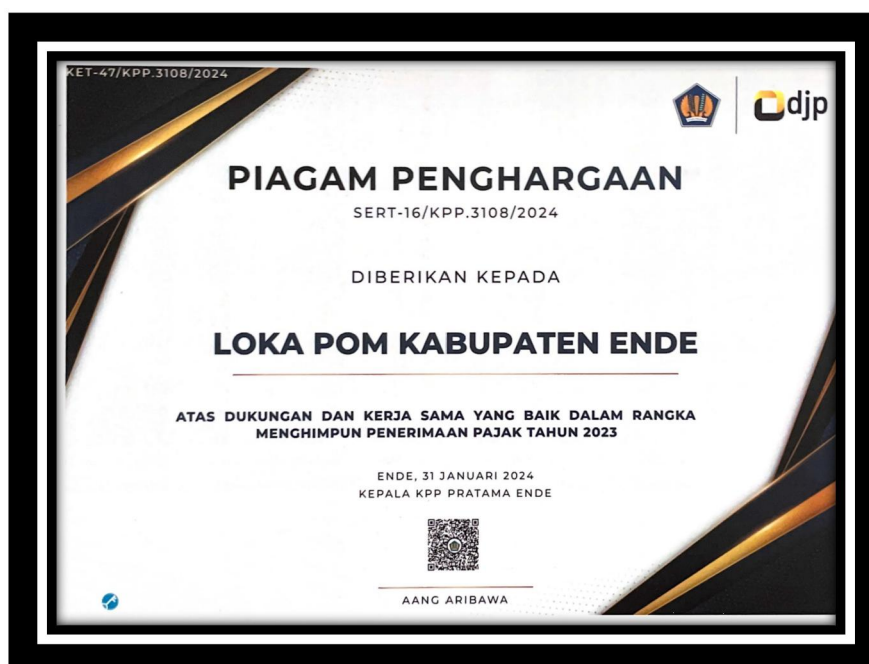 KET-47/KPP.3108/2024
djp
PIAGAM PENGHARGAAN
SERT-16/KPP.3108/2024
DIBERIKAN KEPADA
LOKA POM KABUPATEN ENDE
ATAS DUKUNGAN DAN KERJA SAMA YANG BAIK DALAM RANGKA
MENGHIMPUN PENERIMAAN PAJAK TAHUN 2023
ENDE, 31 JANUARI 2024
KEPALA KPP PRATAMA ENDE
AANG ARIBAWA